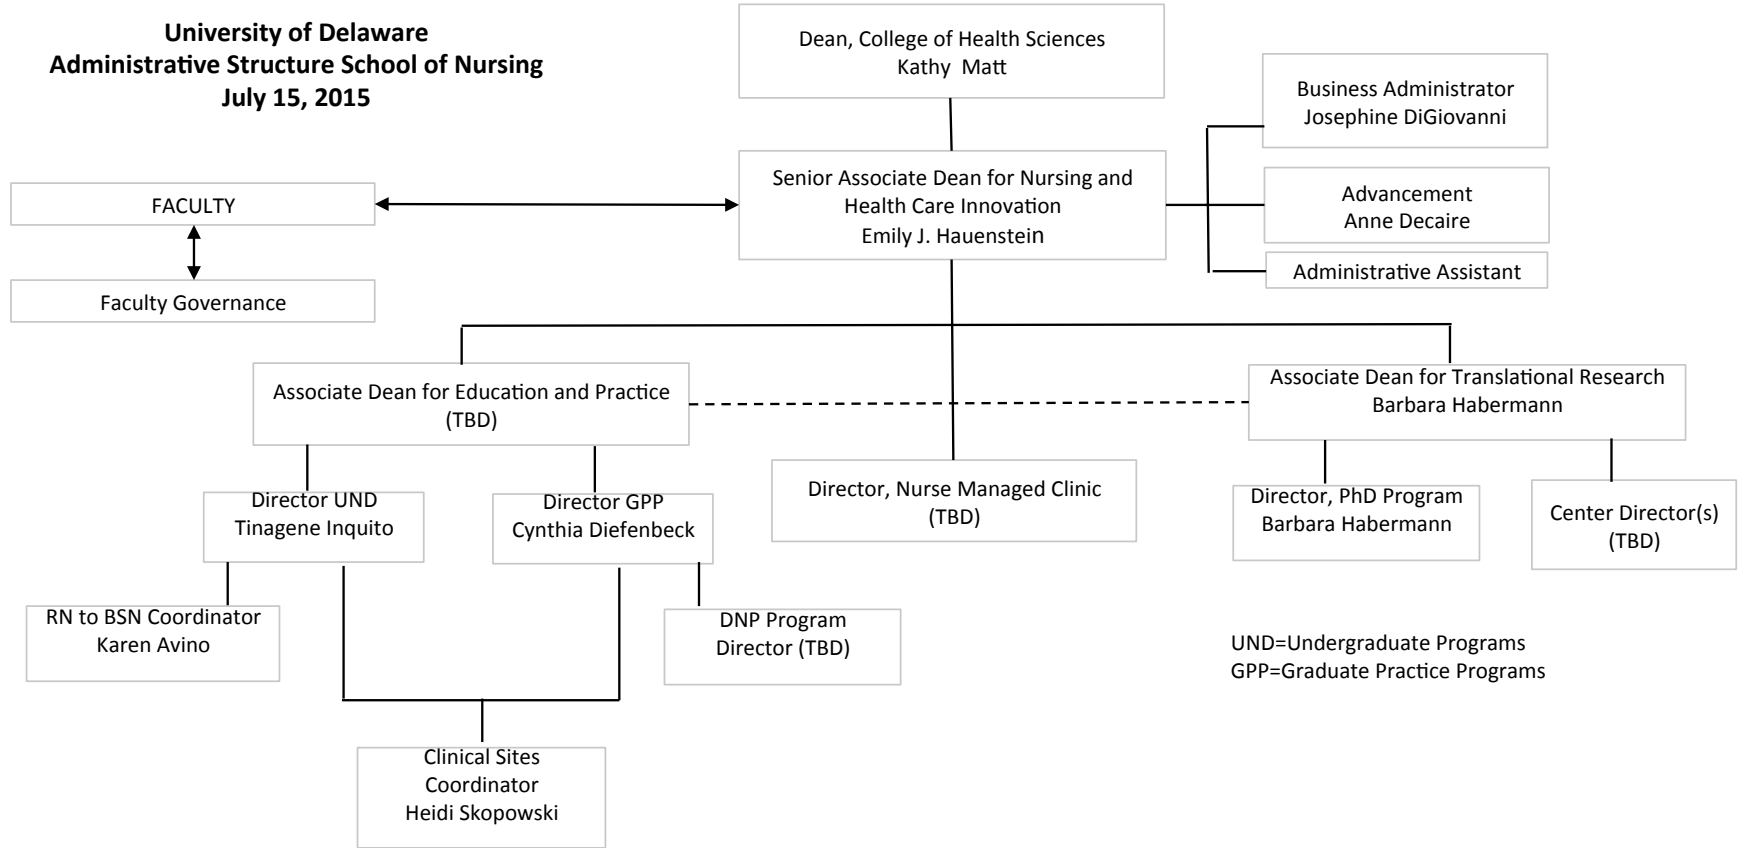 University of Delaware
Administrative Structure School of Nursing
July 15, 2015
Dean, College of Health Sciences
Kathy Matt
Business Administrator
Josephine DiGiovanni
Senior Associate Dean for Nursing and
Health Care Innovation
Emily J. Hauenstein
Advancement
Anne Decaire
Administrative Assistant
FACULTY
Faculty Governance
Associate Dean for Education and Practice
(TBD)
Associate Dean for Translational Research
Barbara Habermann
Director UND
Tinagene Inquito
Director GPP
Cynthia Diefenbeck
Director, Nurse Managed Clinic
(TBD)
Director, PhD Program
Barbara Habermann
Center Director(s)
(TBD)
RN to BSN Coordinator
Karen Avino
DNP Program
Director (TBD)
UND=Undergraduate Programs
GPP=Graduate Practice Programs
Clinical Sites
Coordinator
Heidi Skopowski